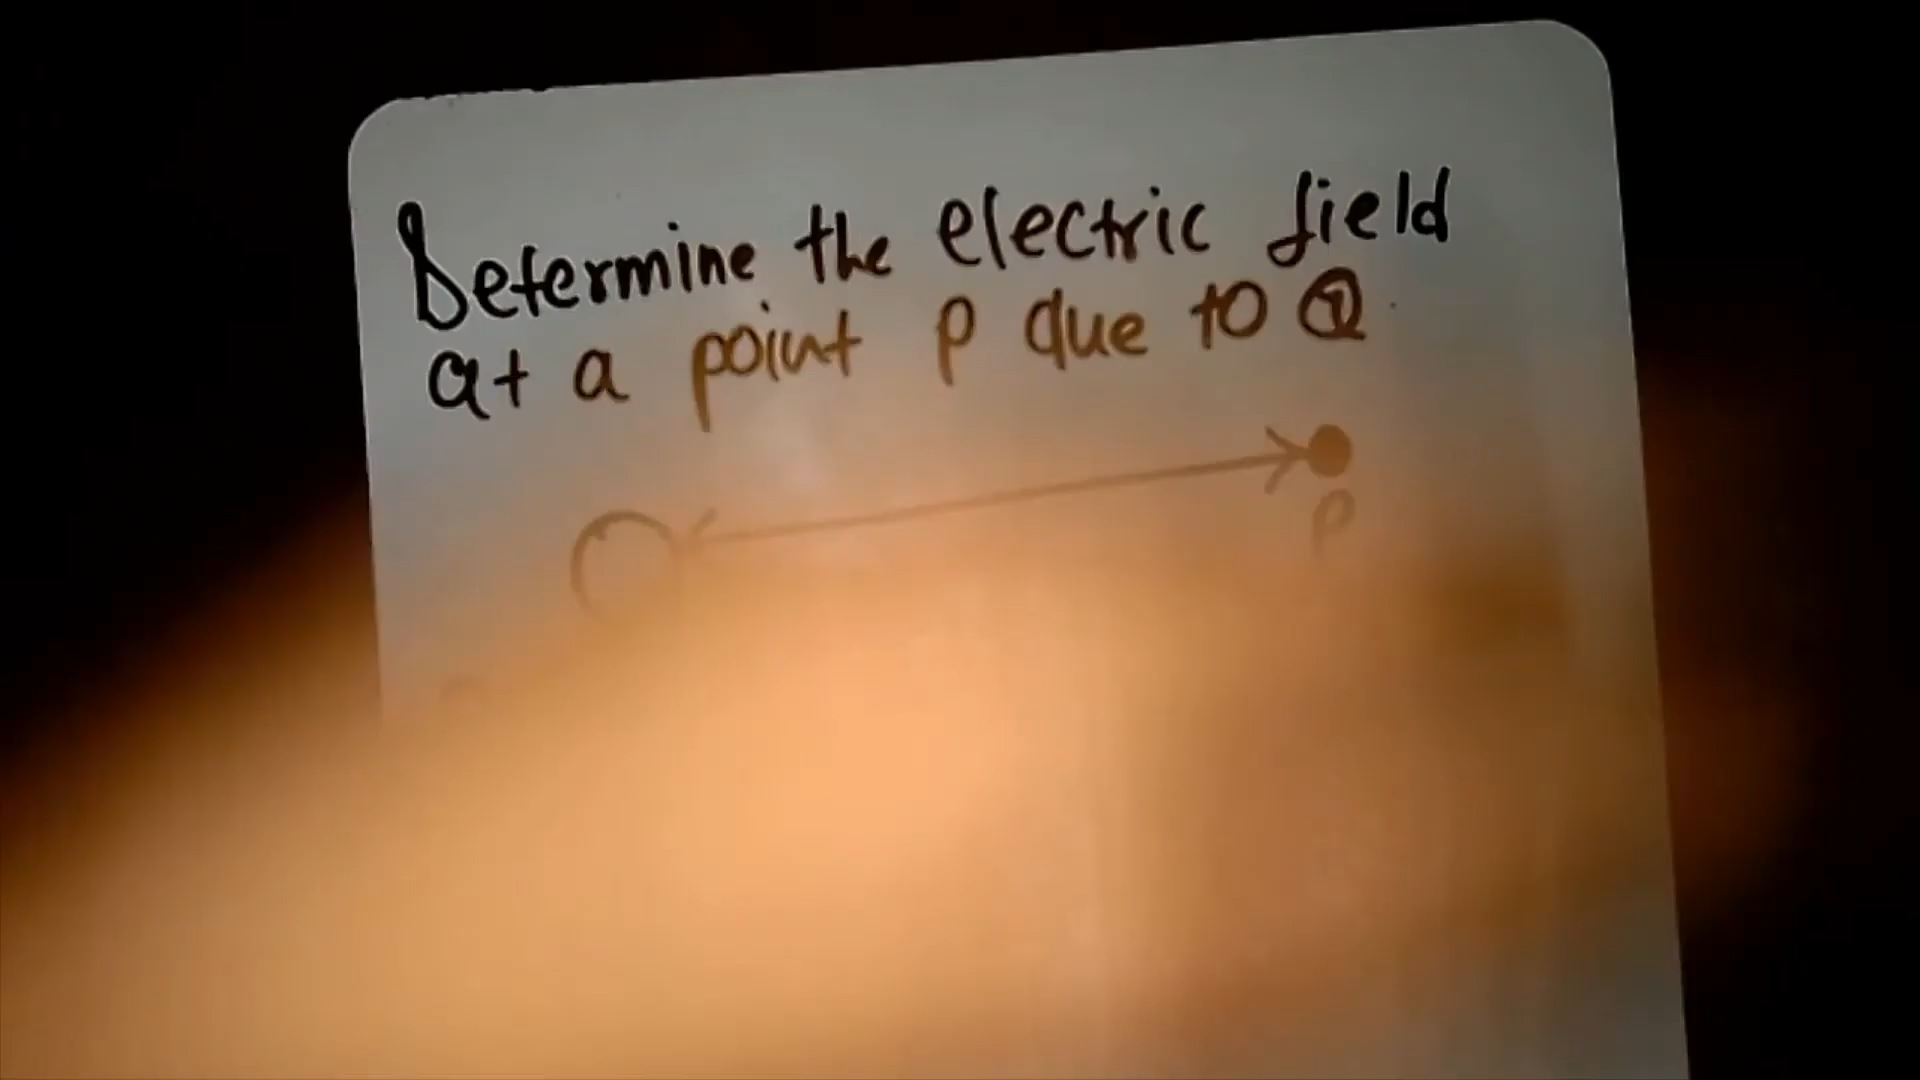 Determine the electric field
at a point P due to Q
P